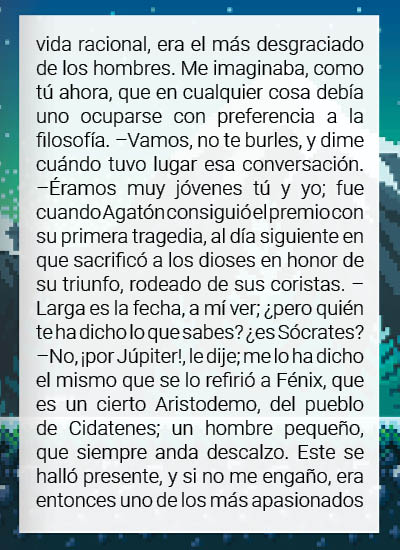 vida racional, era el más desgraciado
de los hombres. Me imaginaba, como
tú ahora, que en cualquier cosa debía
uno ocuparse con preferencia a la
filosofía. –Vamos, no te burles, y dime
cuándo tuvo lugar esa conversación.
–Éramos muy jóvenes tú y yo; fue
cuando Agatón consiguió el premio con
su primera tragedia, al día siguiente en
que sacrificó a los dioses en honor de
su triunfo, rodeado de sus coristas. –
Larga es la fecha, a mí ver; ¿pero quién
te ha dicho lo que sabes? ¿es Sócrates?
–No, ¡por Júpiter!, le dije; me lo ha dicho
el mismo que se lo refirió a Fénix, que
es un cierto Aristodemo, del pueblo
de Cidatenes; un hombre pequeño,
que siempre anda descalzo. Este se
halló presente, y si no me engaño, era
entonces uno de los más apasionados